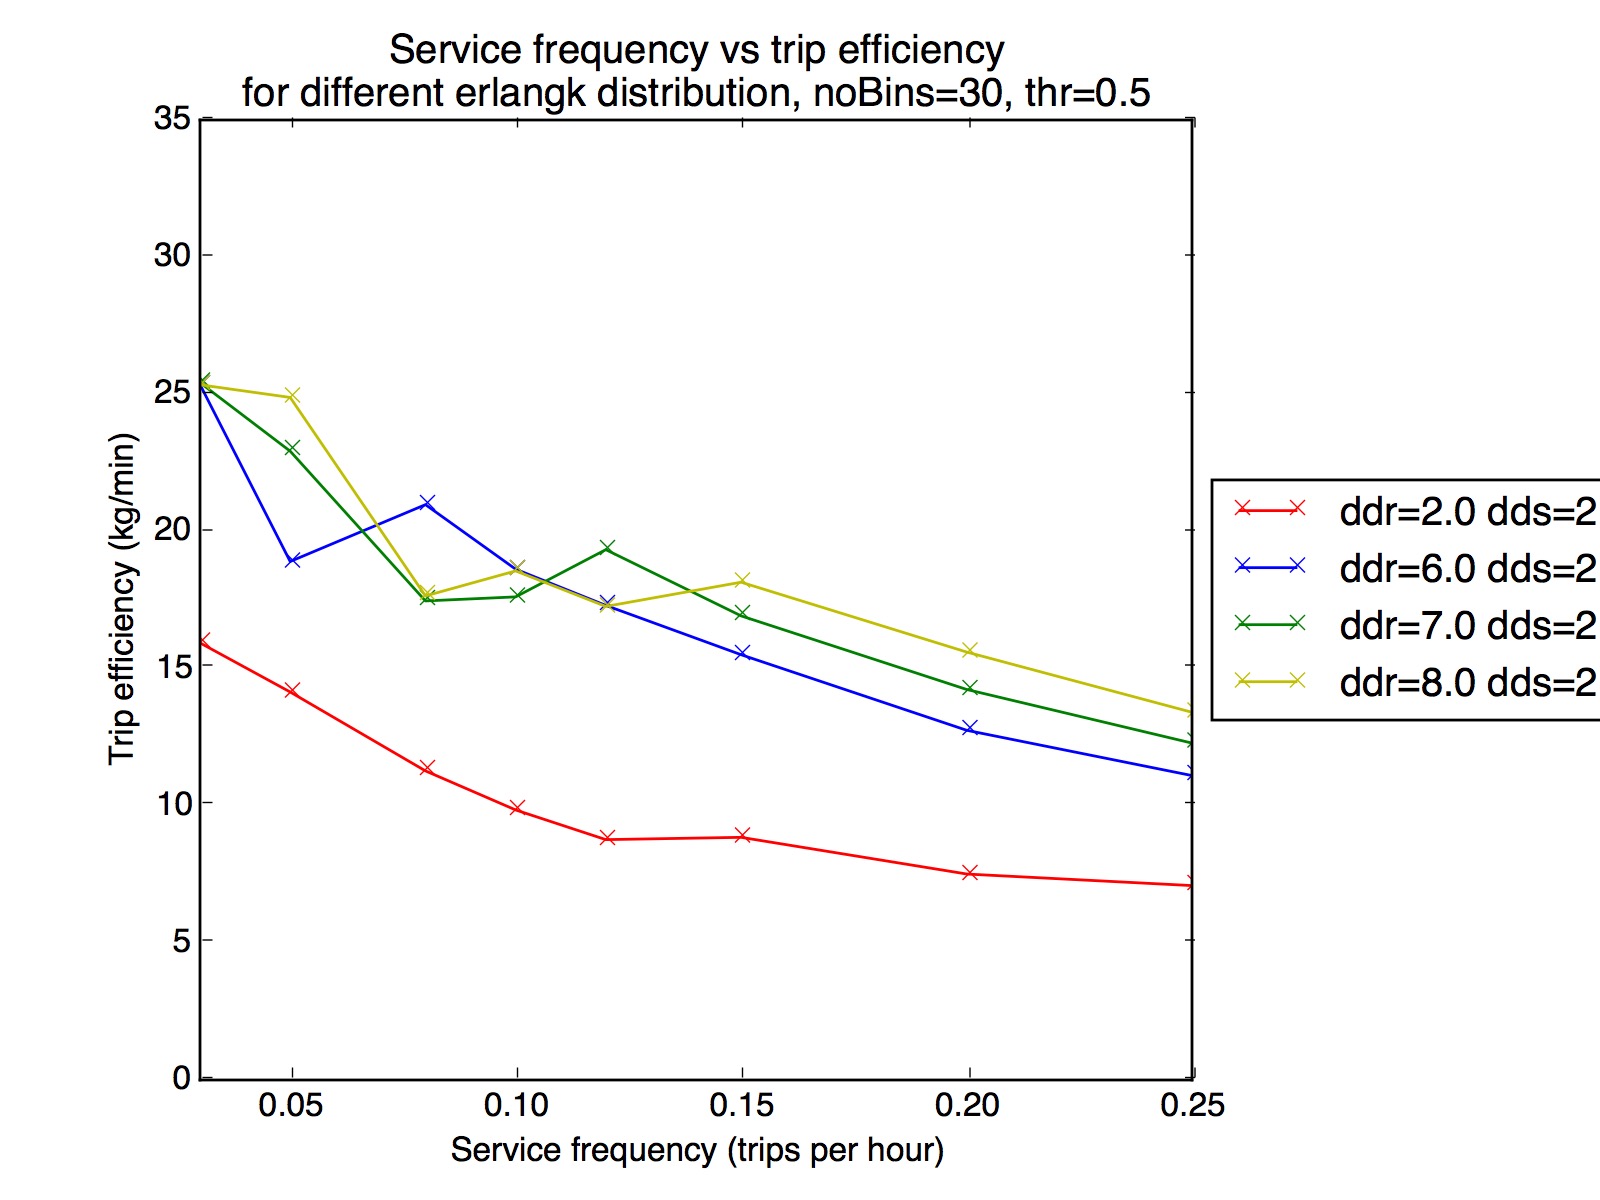 Service frequency vs trip efficiency
for different erlangk distribution, noBins=30, thr=0.5
35
30
25
20
15
10
5
0
Trip efficiency (kg/min)
0.05 0.10 0.15 0.20 0.25
Service frequency (trips per hour)
ddr=2.0 dds=2
ddr=6.0 dds=2
ddr=7.0 dds=2
ddr=8.0 dds=2